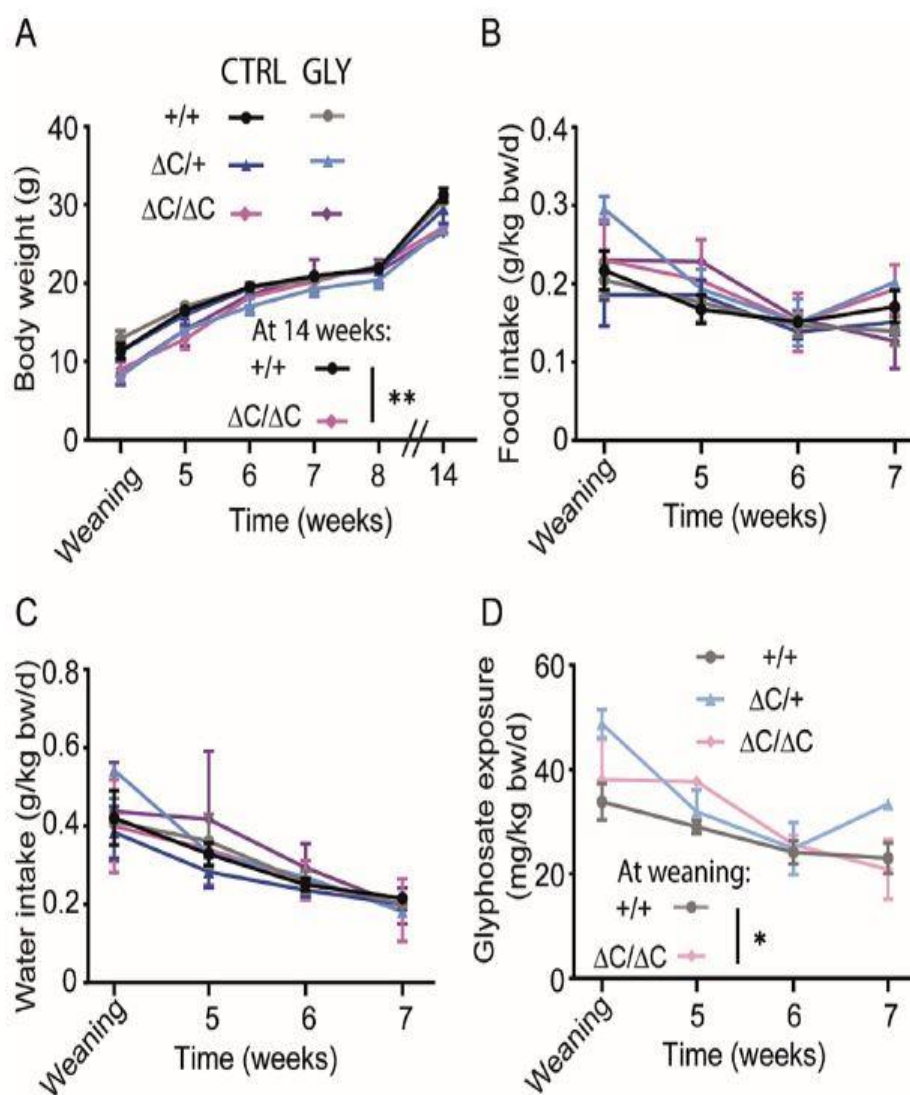 A
CTRL GLY
+/+
ΔC/+
ΔC/ΔC
Body weight (g)
40
30
20
10
0
At 14 weeks:
+/+
ΔC/ΔC
**
Weaning 5 6 7 8 // 14
Time (weeks)
B
Food intake (g/kg bw/d)
0.4
0.3
0.2
0.1
0
Weaning 5 6 7
Time (weeks)
C
Water intake (g/kg bw/d)
0.8
0.6
0.4
0.2
0
Weaning 5 6 7
Time (weeks)
D
+/+
ΔC/+
ΔC/ΔC
Glyphosate exposure
(mg/kg bw/d)
60
40
20
0
At weaning:
+/+
ΔC/ΔC
*
Weaning 5 6 7
Time (weeks)